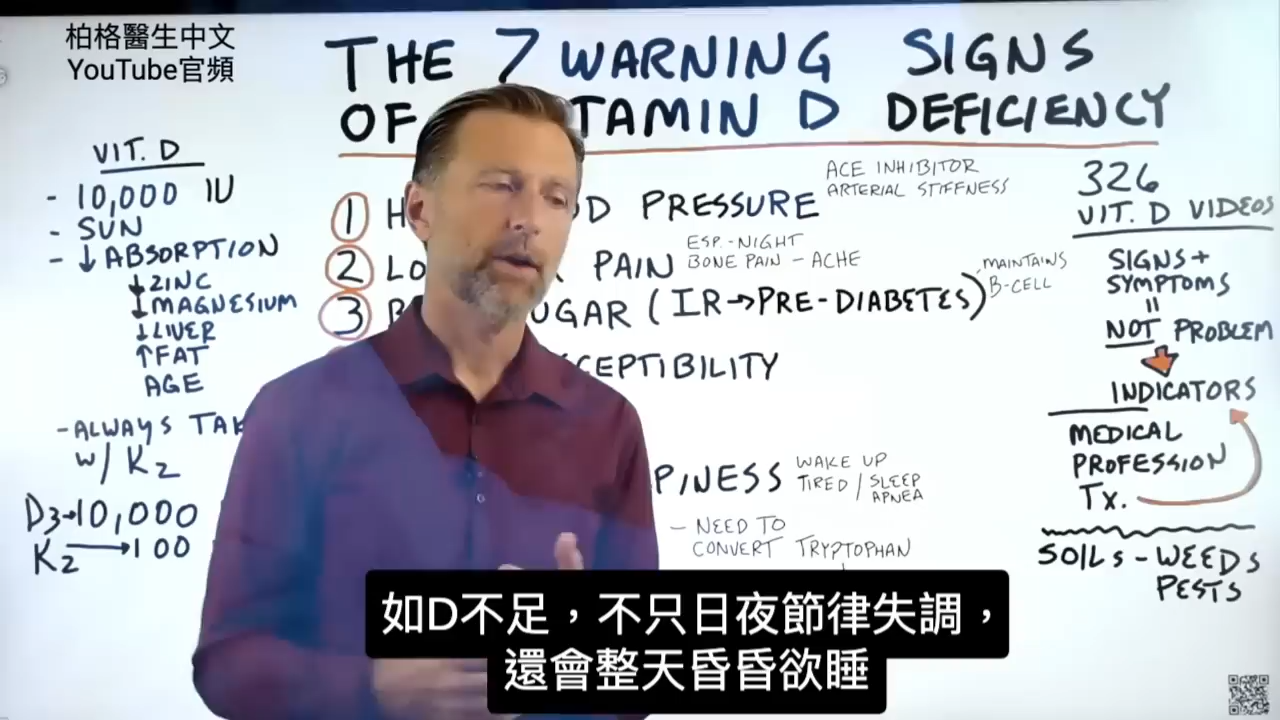 柏格醫生中文
YouTube官頻
THE 7 WARNING SIGNS
OF TAMIN D DEFICIENCY
VIT. D
- 10,000 IU
- SUN
- ↓ ABSORPTION
↓ ZINC
↓ MAGNESIUM
↓ LIVER
↑ FAT
AGE
- ALWAYS TAK
w/ K2
D3→10,000
K2→100
1 H OD PRESSURE
ACE INHIBITOR
ARTERIAL STIFFNESS
2 LO PAIN
ESP. - NIGHT
BONE PAIN - ACHE
3 B UGAR (IR→PRE-DIABETES)
MAINTAINS
B-CELL
CEPTIBILITY
PINESS
WAKE UP
TIRED / SLEEP
APNEA
- NEED TO
CONVERT TRYPTOPHAN
326
VIT. D VIDEOS
SIGNS +
SYMPTOMS
=
NOT PROBLEM
INDICATORS
MEDICAL
PROFESSION
Tx.
SOILS - WEEDS
PESTS
如D不足，不只日夜節律失調，
還會整天昏昏欲睡